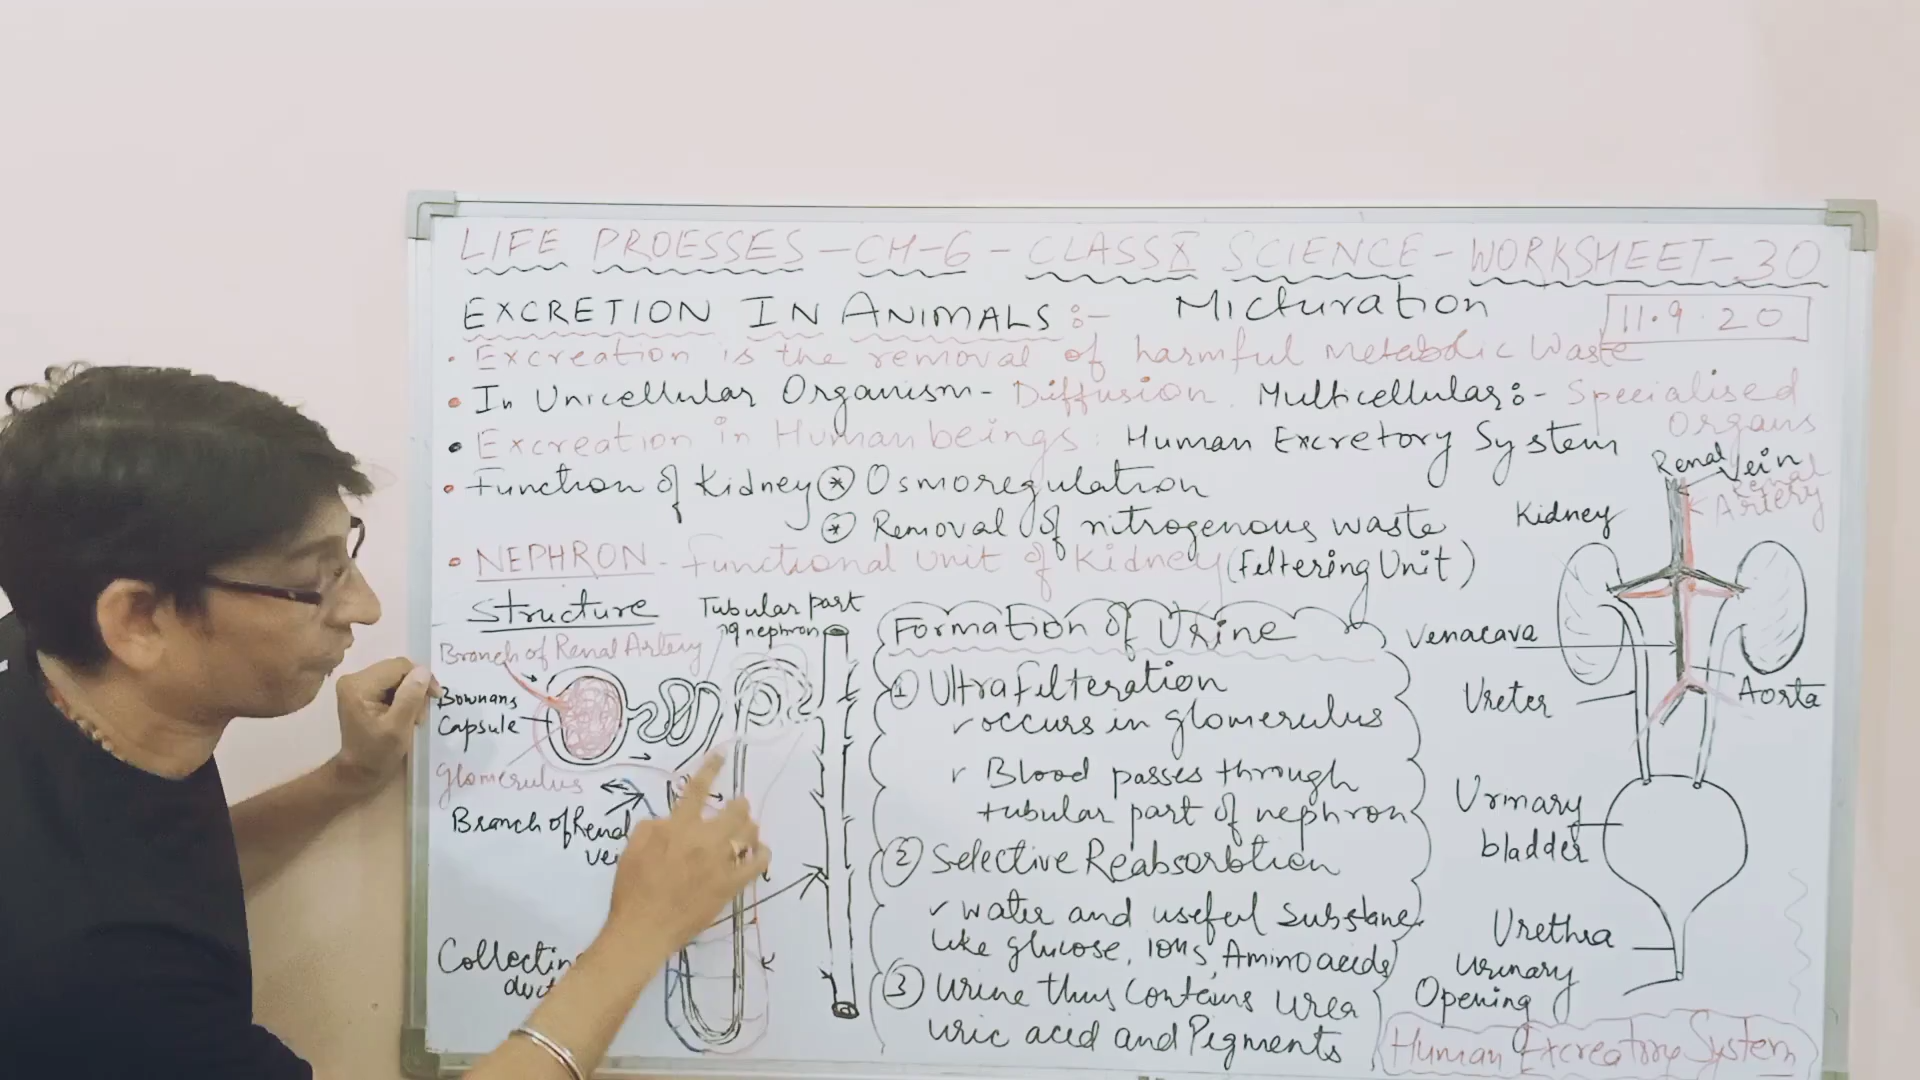 LIFE PROESSES - CH-6 - CLASS X SCIENCE - WORKSHEET-30
EXCRETION IN ANIMALS :- Micturation
11.9.20
• Excreation is the removal of harmful Metabolic Waste
• In Unicellular Organism - Diffusion. Multicellular :- Specialised Organs
• Excreation in Human beings : Human Excretory System
• Function of Kidney * Osmoregulation
* Removal of nitrogenous waste
• NEPHRON - Functional Unit of Kidney (Filtering Unit)
Structure
Tubular part
of nephron
Branch of Renal Artery
Bowmans
Capsule
Glomerulus
Branch of Renal
Collecting
duct
Formation of Urine
① Ultrafilteration
✓ occurs in glomerulus
✓ Blood passes through
tubular part of nephron
② Selective Reabsorbtion
✓ water and useful substance
like glucose, ions, Amino acids
③ Urine thus contains urea
uric acid and Pigments
Renal Vein
Renal
Artery
Kidney
Venacava
Ureter
Aorta
Urinary
bladder
Urethra
Urinary
Opening
Human Excreatory System